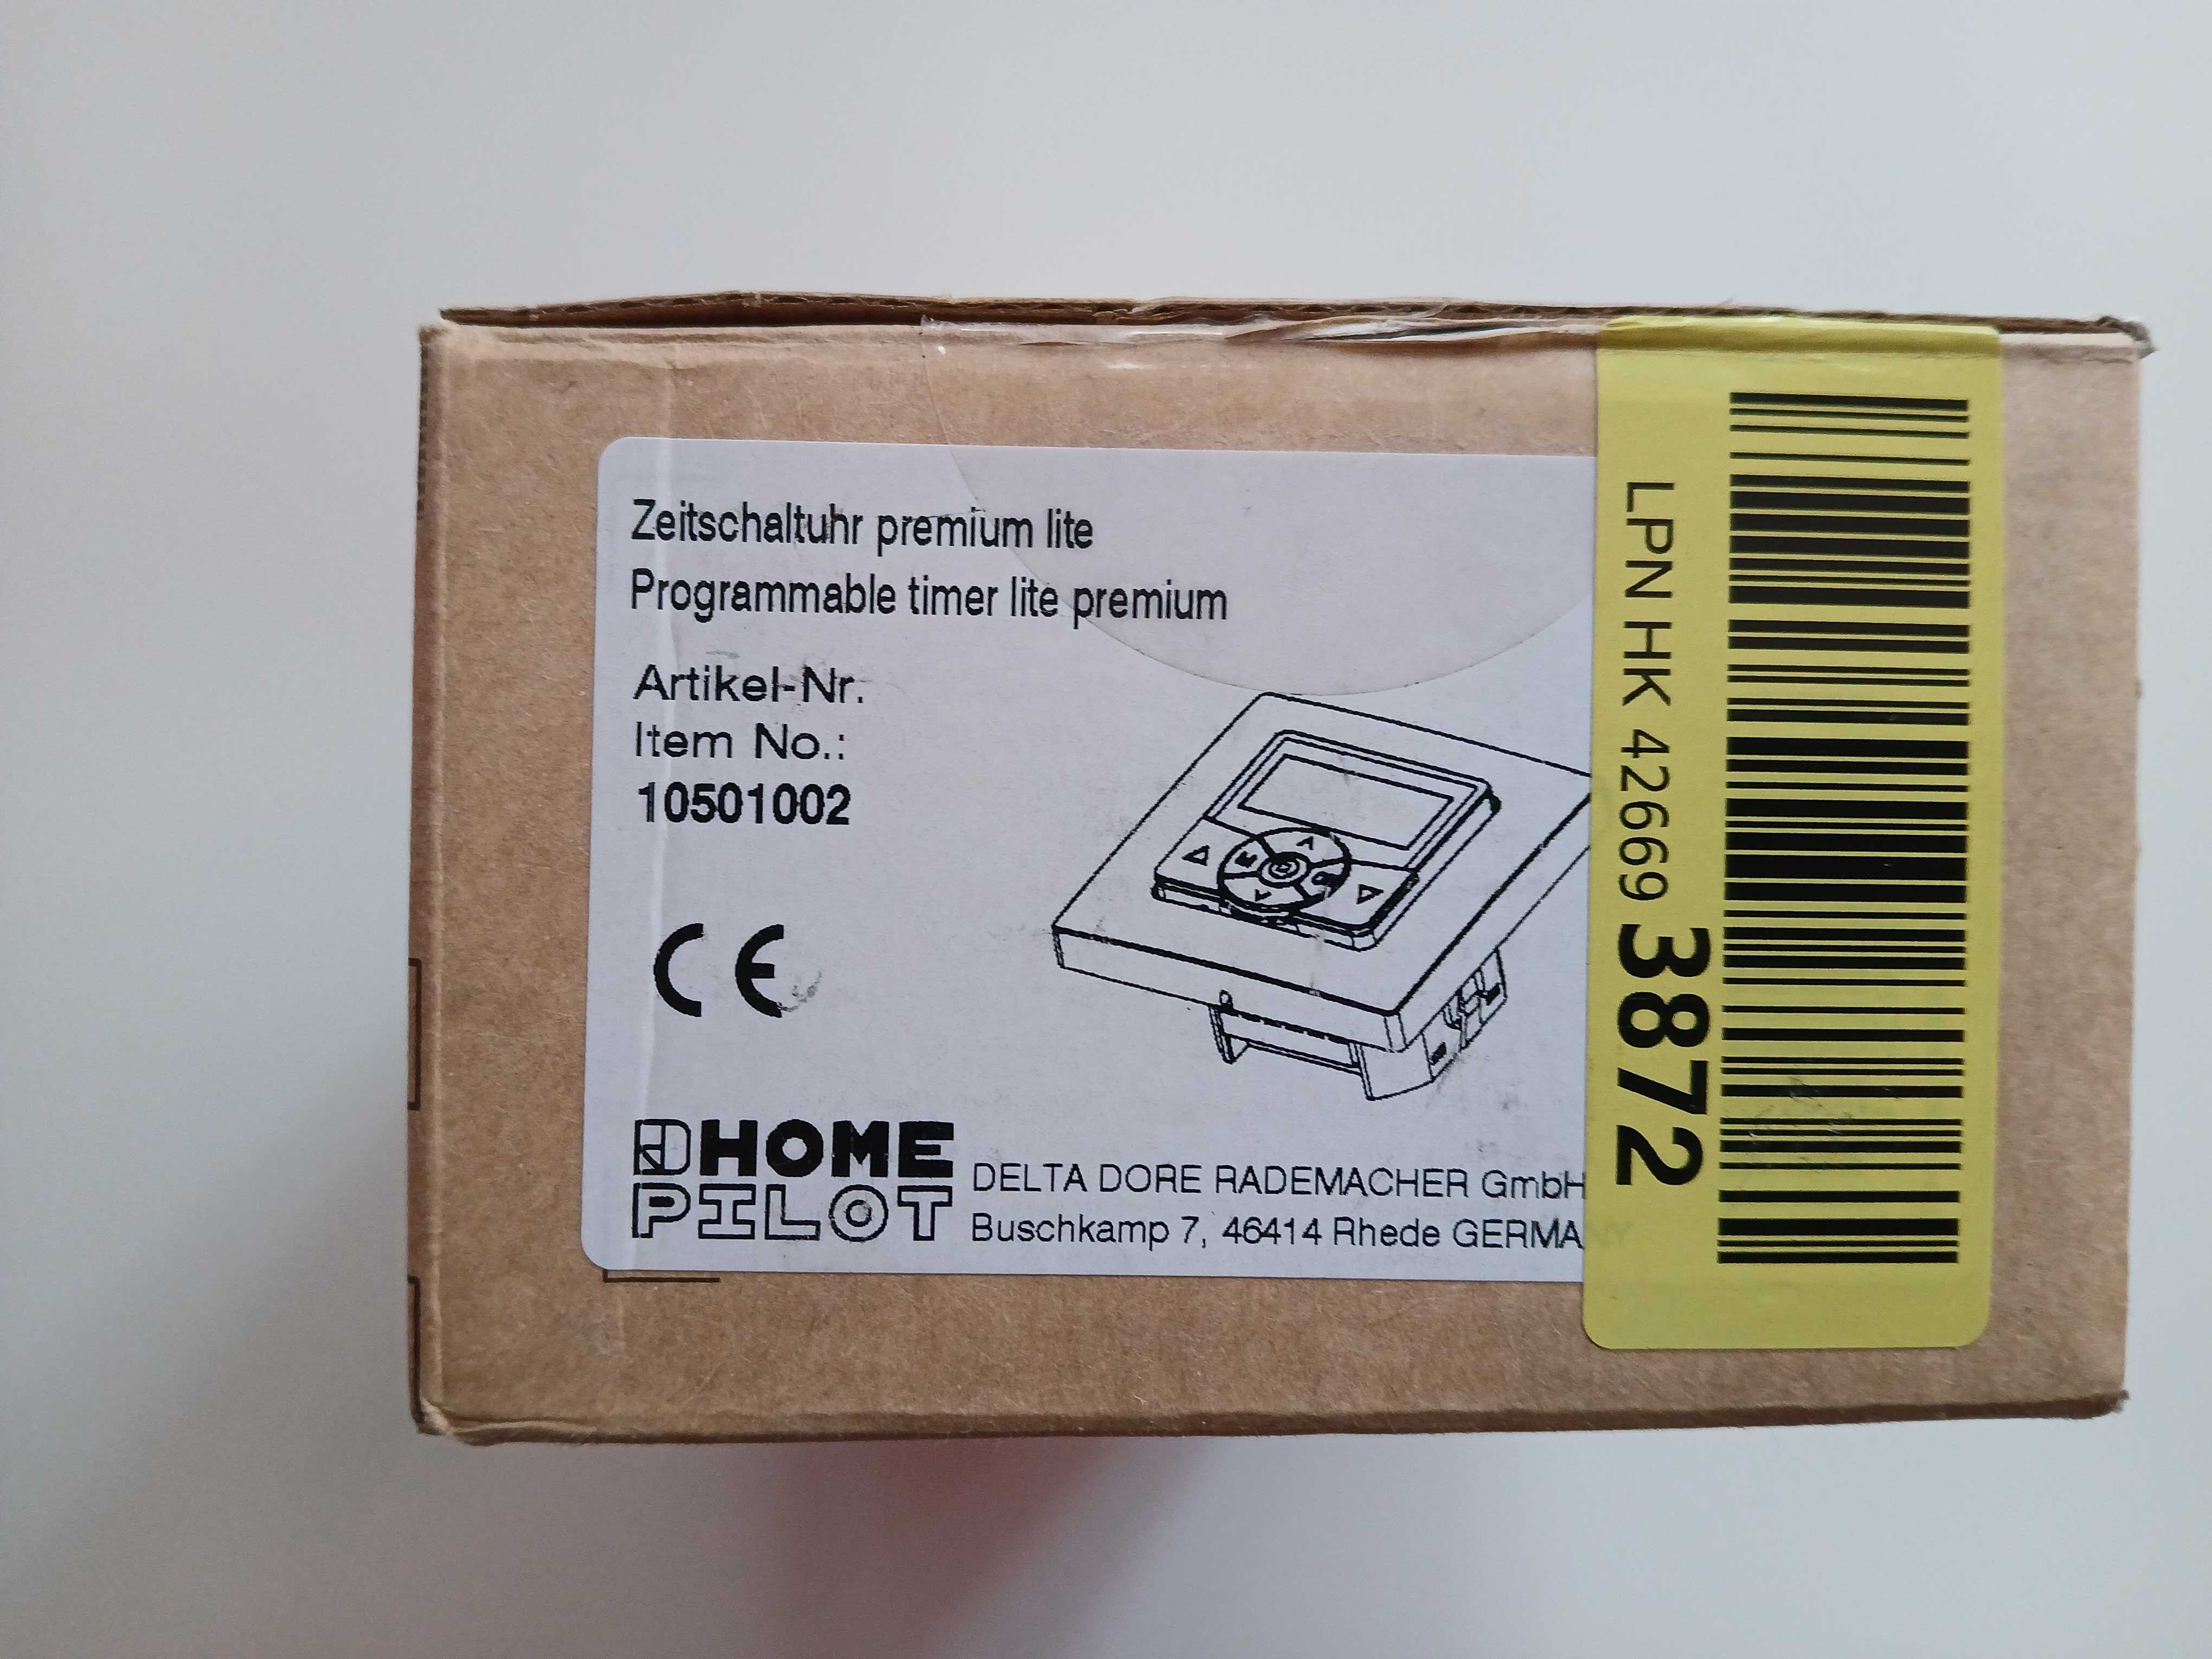 Zeitschaltuhr premium lite
Programmable timer lite premium
Artikel-Nr.
Item No.:
10501002
CE
HOME
PILOT
DELTA DORE RADEMACHER GmbH
Buschkamp 7, 46414 Rhede GERMANY
LPN HK 42669 3872